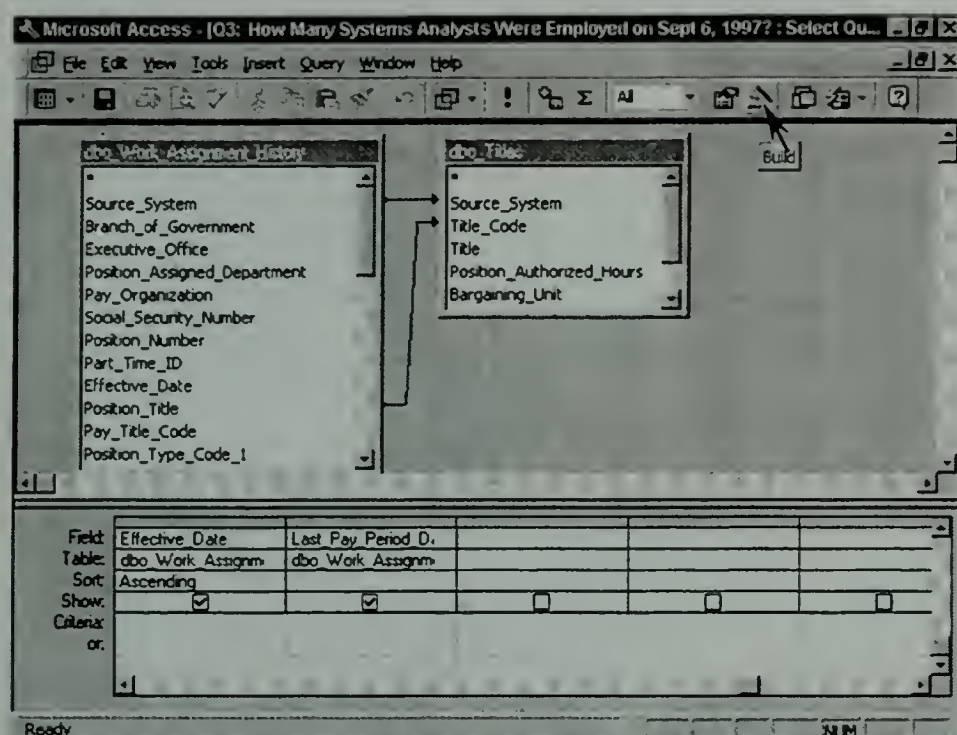 Microsoft Access - [Q3: How Many Systems Analysts Were Employed on Sept 6, 1997? : Select Qu...
File Edit View Tools Insert Query Window Help
All
Build
dbo_Work_Assignment_History
*
Source_System
Branch_of_Government
Executive_Office
Position_Assigned_Department
Pay_Organization
Social_Security_Number
Position_Number
Part_Time_ID
Effective_Date
Position_Title
Pay_Title_Code
Position_Type_Code_1
dbo_Titles
*
Source_System
Title_Code
Title
Position_Authorized_Hours
Bargaining_Unit
Field: Effective_Date Last_Pay_Period_D
Table: dbo_Work_Assignm dbo_Work_Assignm
Sort: Ascending
Show:
Criteria:
or:
Ready NUM